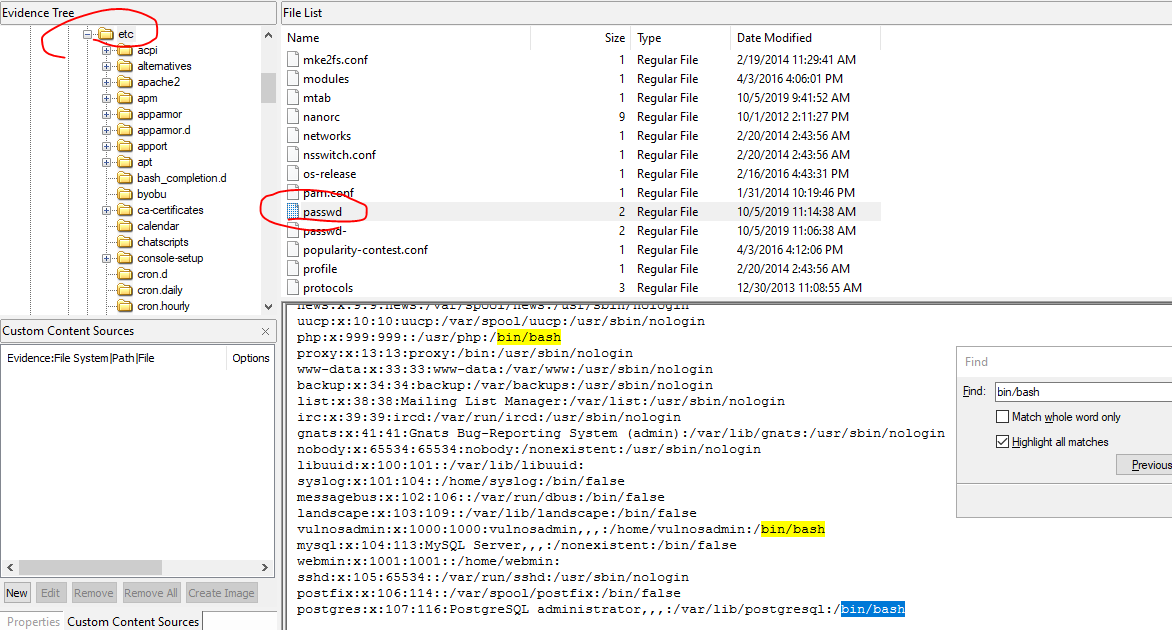 Evidence Tree
etc
acpi
alternatives
apache2
apm
apparmor
apparmor.d
apport
apt
bash_completion.d
byobu
ca-certificates
calendar
chatscripts
console-setup
cron.d
cron.daily
cron.hourly
Custom Content Sources
Evidence:File System|Path|File Options
New Edit Remove Remove All Create Image
Properties Custom Content Sources
File List
Name Size Type Date Modified
mke2fs.conf 1 Regular File 2/19/2014 11:29:41 AM
modules 1 Regular File 4/3/2016 4:06:01 PM
mtab 1 Regular File 10/5/2019 9:41:52 AM
nanorc 9 Regular File 10/1/2012 2:11:27 PM
networks 1 Regular File 2/20/2014 2:43:56 AM
nsswitch.conf 1 Regular File 2/20/2014 2:43:56 AM
os-release 1 Regular File 2/16/2016 4:43:31 PM
pam.conf 1 Regular File 1/31/2014 10:19:46 PM
passwd 2 Regular File 10/5/2019 11:14:38 AM
passwd- 2 Regular File 10/5/2019 11:06:38 AM
popularity-contest.conf 1 Regular File 4/3/2016 4:12:06 PM
profile 1 Regular File 2/20/2014 2:43:56 AM
protocols 3 Regular File 12/30/2013 11:08:55 AM
news:x:9:9:news:/var/spool/news:/usr/sbin/nologin
uucp:x:10:10:uucp:/var/spool/uucp:/usr/sbin/nologin
php:x:999:999::/usr/php:/bin/bash
proxy:x:13:13:proxy:/bin:/usr/sbin/nologin
www-data:x:33:33:www-data:/var/www:/usr/sbin/nologin
backup:x:34:34:backup:/var/backups:/usr/sbin/nologin
list:x:38:38:Mailing List Manager:/var/list:/usr/sbin/nologin
irc:x:39:39:ircd:/var/run/ircd:/usr/sbin/nologin
gnats:x:41:41:Gnats Bug-Reporting System (admin):/var/lib/gnats:/usr/sbin/nologin
nobody:x:65534:65534:nobody:/nonexistent:/usr/sbin/nologin
libuuid:x:100:101::/var/lib/libuuid:
syslog:x:101:104::/home/syslog:/bin/false
messagebus:x:102:106::/var/run/dbus:/bin/false
landscape:x:103:109::/var/lib/landscape:/bin/false
vulnosadmin:x:1000:1000:vulnosadmin,,,:/home/vulnosadmin:/bin/bash
mysql:x:104:113:MySQL Server,,,:/nonexistent:/bin/false
webmin:x:1001:1001::/home/webmin:
sshd:x:105:65534::/var/run/sshd:/usr/sbin/nologin
postfix:x:106:114::/var/spool/postfix:/bin/false
postgres:x:107:116:PostgreSQL administrator,,,:/var/lib/postgresql:/bin/bash
Find
Find: bin/bash
Match whole word only
Highlight all matches
Previous